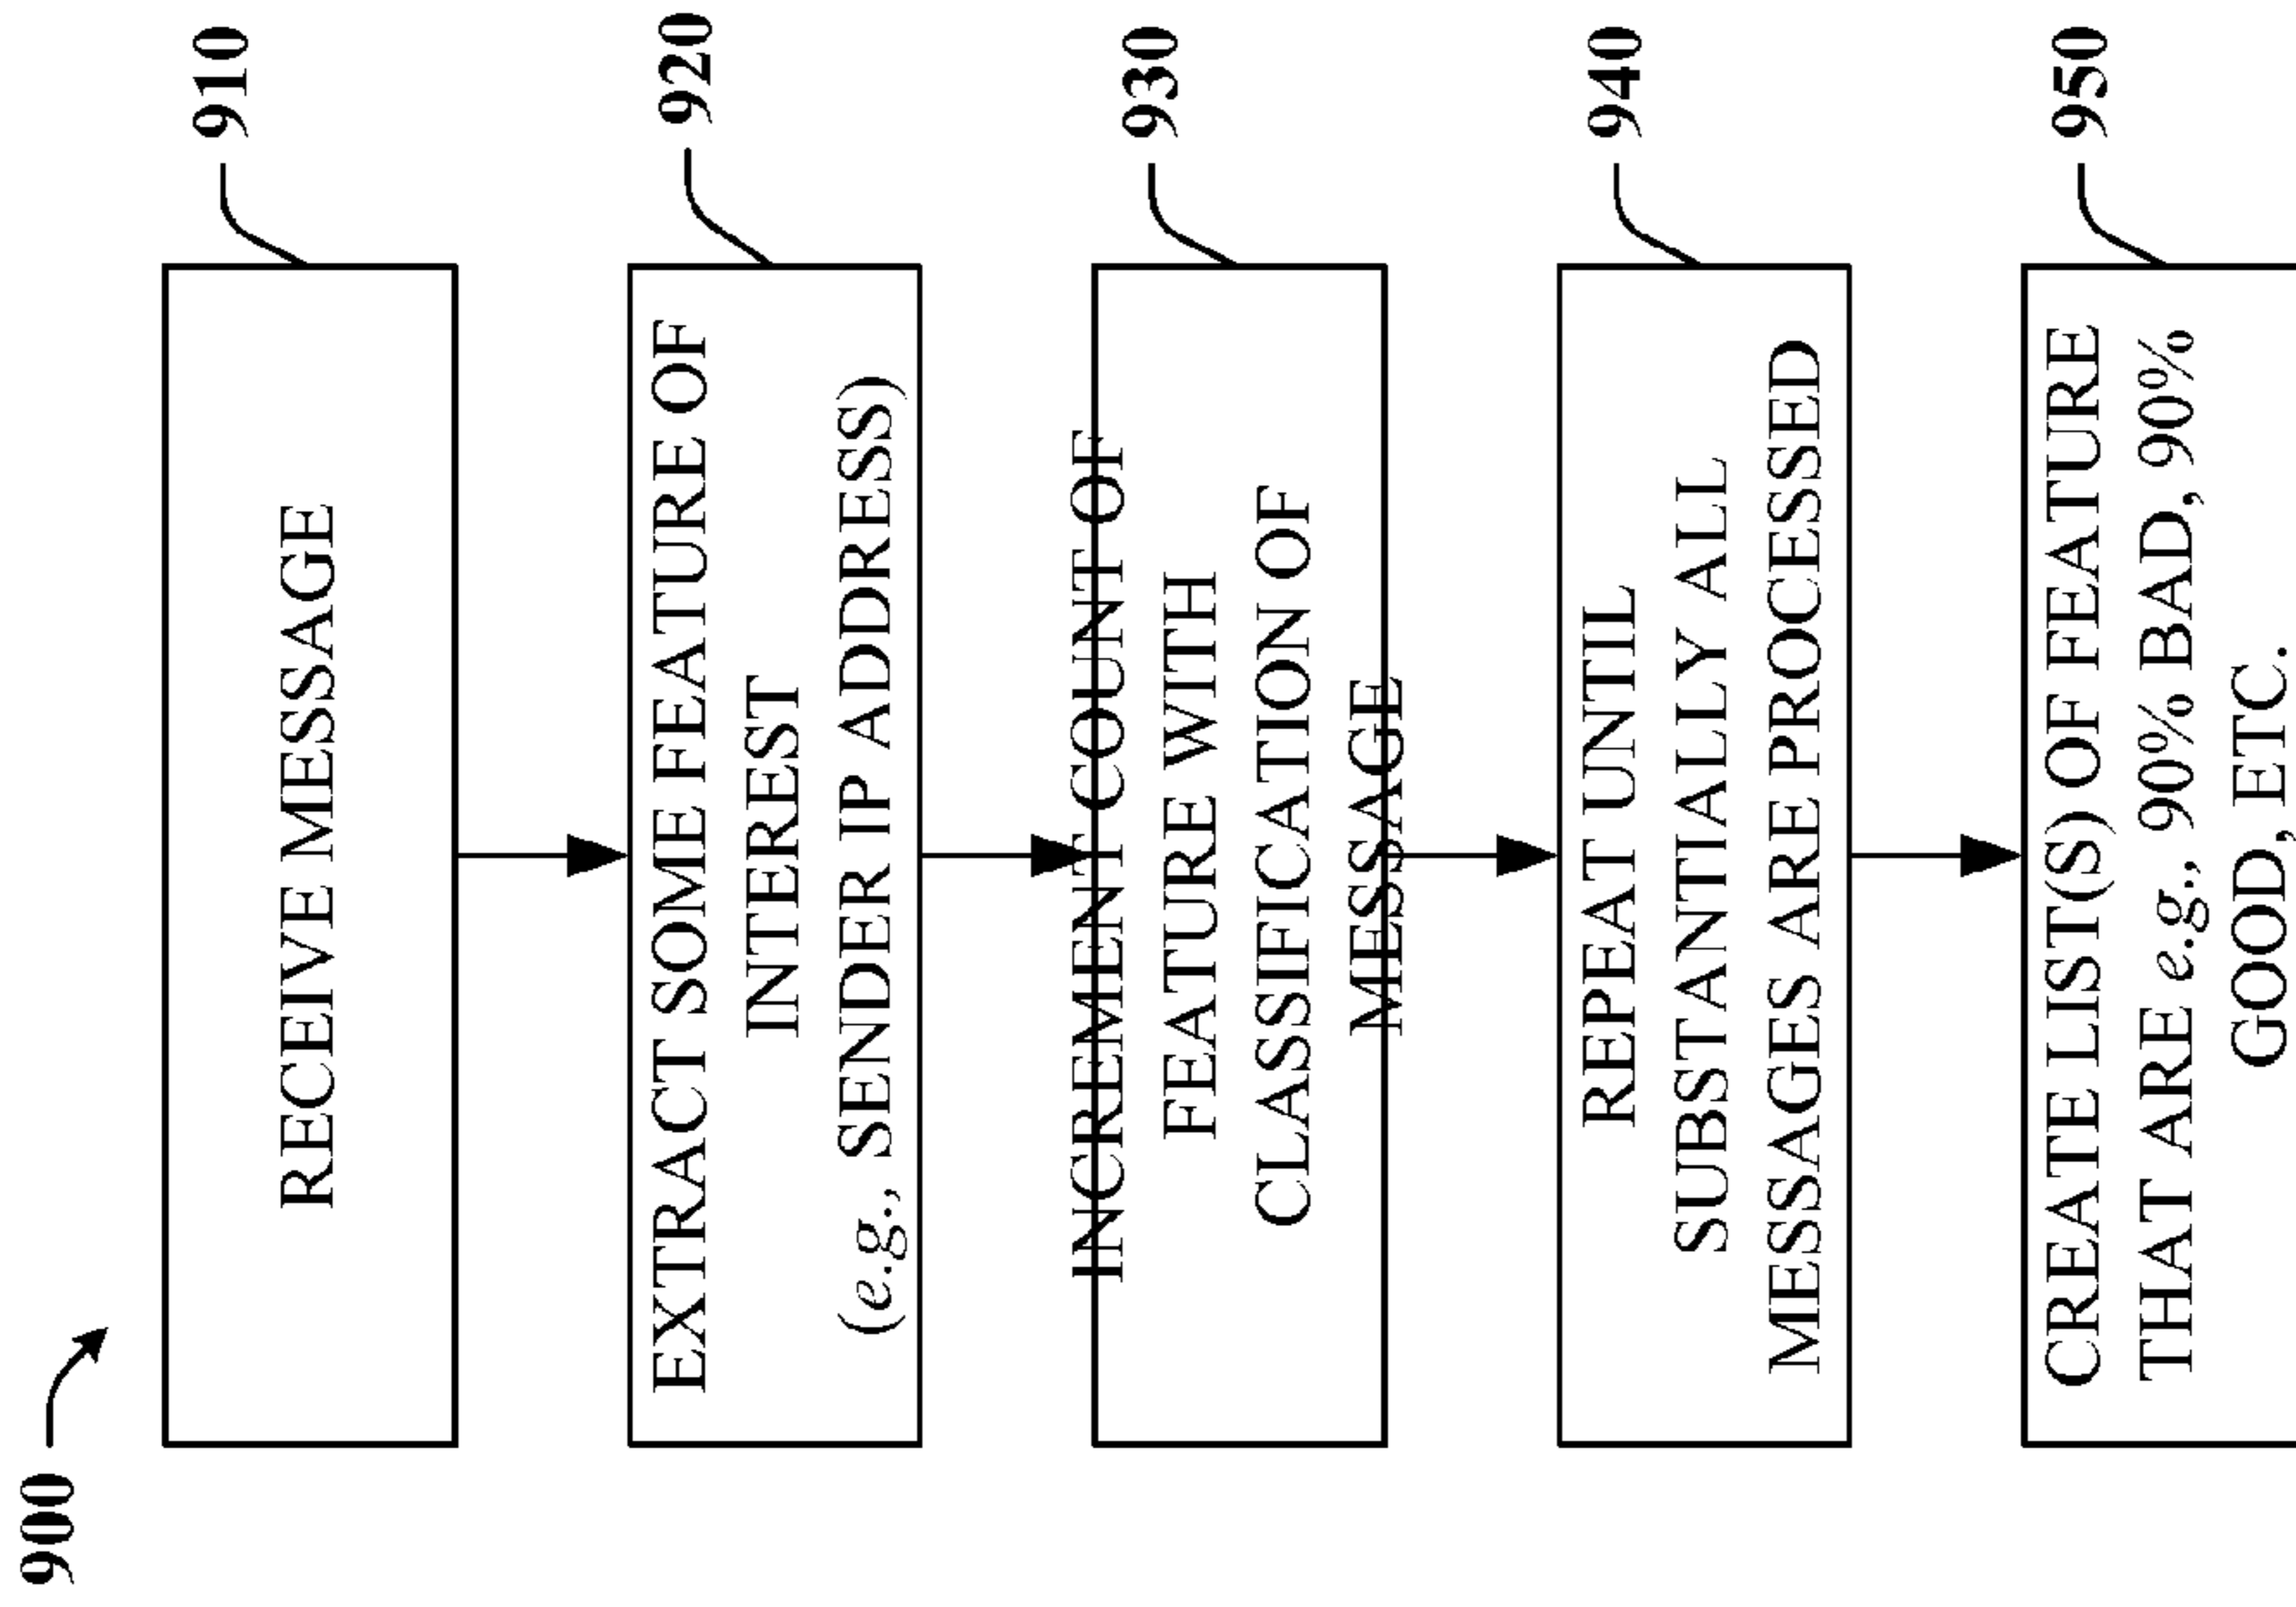 900
910
RECEIVE MESSAGE
920
EXTRACT SOME FEATURE OF
INTEREST
(e.g., SENDER IP ADDRESS)
930
INCREMENT COUNT OF
FEATURE WITH
CLASSIFICATION OF
MESSAGE
940
REPEAT UNTIL
SUBSTANTIALLY ALL
MESSAGES ARE PROCESSED
950
CREATE LIST(S) OF FEATURE
THAT ARE e.g., 90% BAD, 90%
GOOD, ETC.